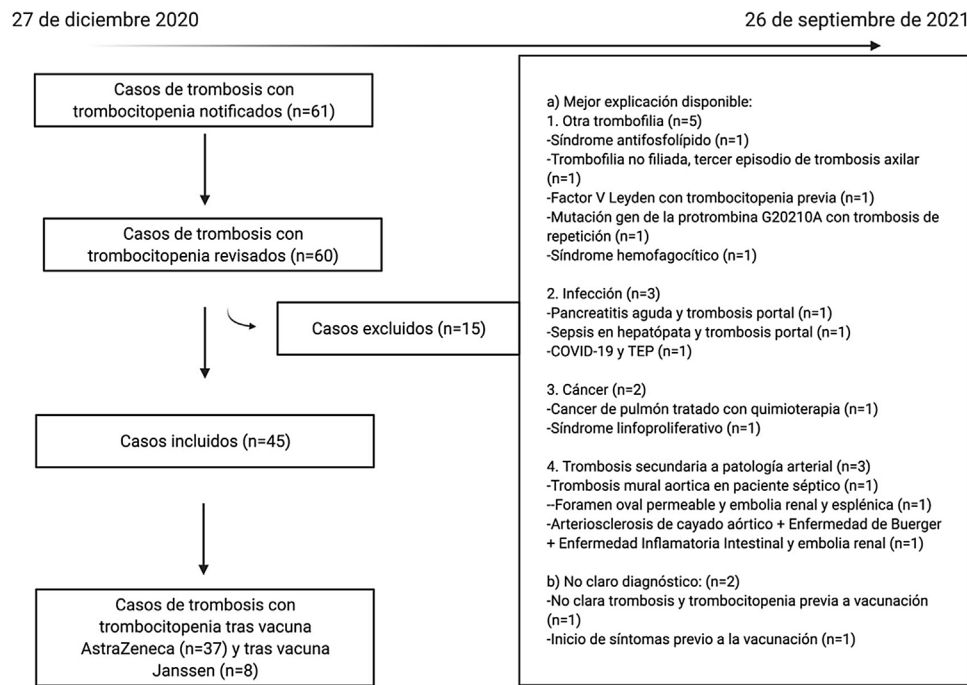 27 de diciembre 2020
26 de septiembre de 2021
Casos de trombosis con
trombocitopenia notificados (n=61)
Casos de trombosis con
trombocitopenia revisados (n=60)
Casos excluidos (n=15)
Casos incluidos (n=45)
Casos de trombosis con
trombocitopenia tras vacuna
AstraZeneca (n=37) y tras vacuna
Janssen (n=8)
a) Mejor explicación disponible:
1. Otra trombofilia (n=5)
-Síndrome antifosfolípido (n=1)
-Trombofilia no filiada, tercer episodio de trombosis axilar
(n=1)
-Factor V Leyden con trombocitopenia previa (n=1)
-Mutación gen de la protrombina G20210A con trombosis de
repetición (n=1)
-Síndrome hemofagocítico (n=1)
2. Infección (n=3)
-Pancreatitis aguda y trombosis portal (n=1)
-Sepsis en hepatópata y trombosis portal (n=1)
-COVID-19 y TEP (n=1)
3. Cáncer (n=2)
-Cancer de pulmón tratado con quimioterapia (n=1)
-Síndrome linfoproliferativo (n=1)
4. Trombosis secundaria a patología arterial (n=3)
-Trombosis mural aortica en paciente séptico (n=1)
--Foramen oval permeable y embolia renal y esplénica (n=1)
-Arteriosclerosis de cayado aórtico + Enfermedad de Buerger
+ Enfermedad Inflamatoria Intestinal y embolia renal (n=1)
b) No claro diagnóstico: (n=2)
-No clara trombosis y trombocitopenia previa a vacunación
(n=1)
-Inicio de síntomas previo a la vacunación (n=1)